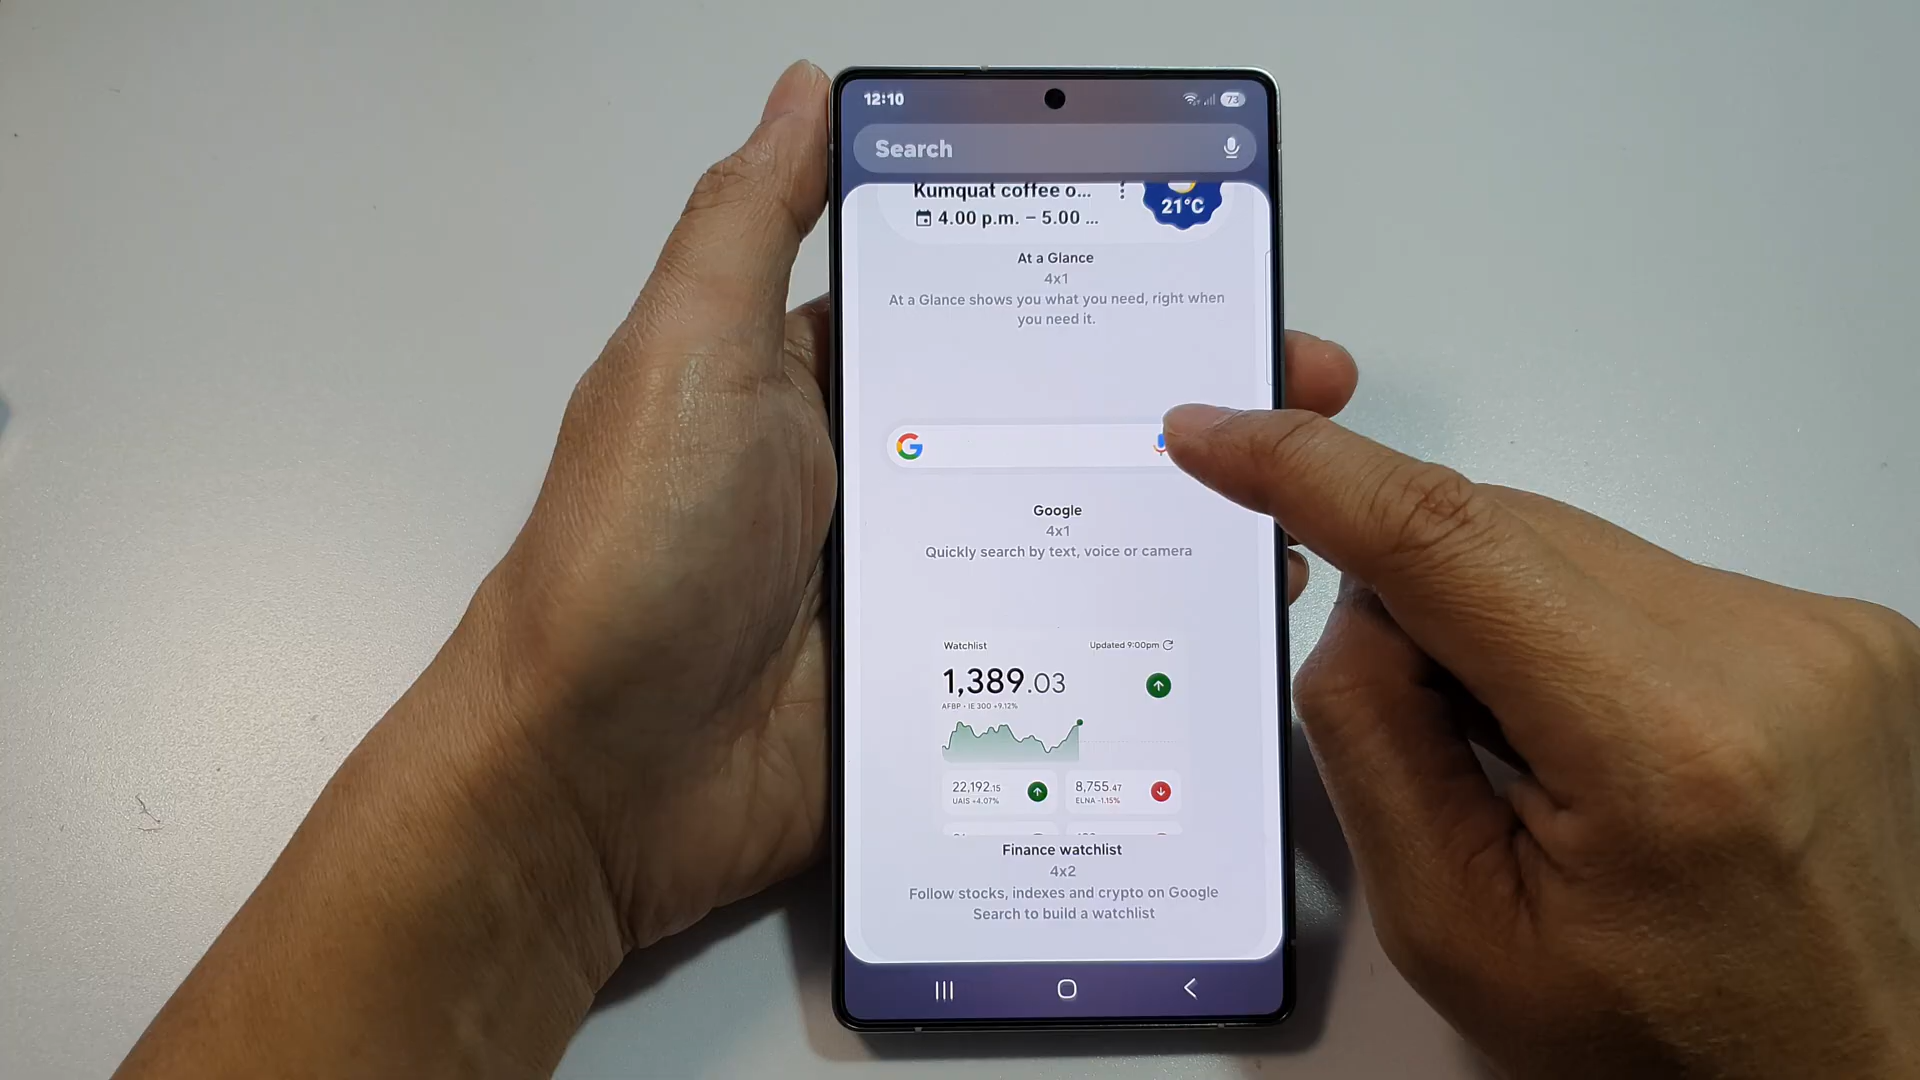 12:10
73
Search
Kumquat coffee o...
4.00 p.m. – 5.00 ...
21°C
At a Glance
4x1
At a Glance shows you what you need, right when
you need it.
Google
4x1
Quickly search by text, voice or camera
Watchlist
Updated 9:00pm
1,389.03
AFBP • IE 300 +9.12%
22,192.15
UAIS +4.07%
8,755.47
ELNA -1.15%
Finance watchlist
4x2
Follow stocks, indexes and crypto on Google
Search to build a watchlist